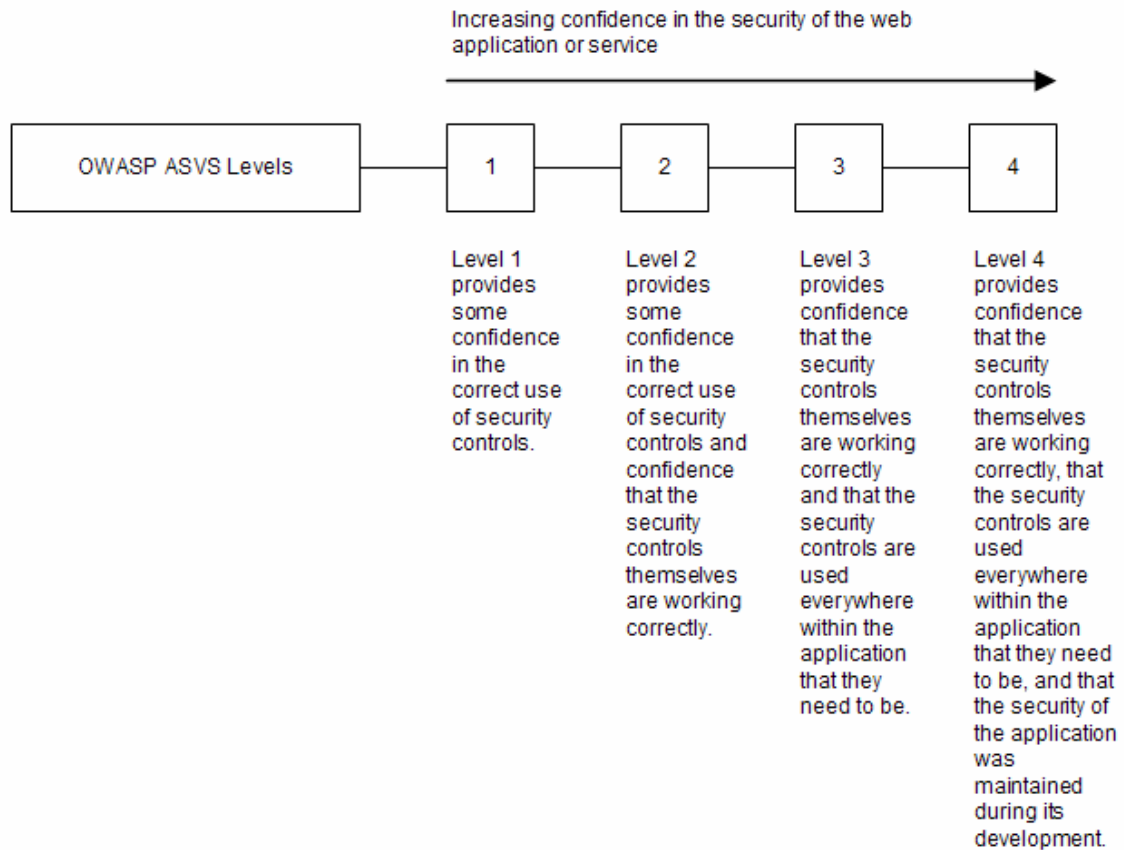 Increasing confidence in the security of the web
application or service
OWASP ASVS Levels
1
2
3
4
Level 1
provides
some
confidence
in the
correct use
of security
controls.
Level 2
provides
some
confidence
in the
correct use
of security
controls and
confidence
that the
security
controls
themselves
are working
correctly.
Level 3
provides
confidence
that the
security
controls
themselves
are working
correctly
and that the
security
controls are
used
everywhere
within the
application
that they
need to be.
Level 4
provides
confidence
that the
security
controls
themselves
are working
correctly, that
the security
controls are
used
everywhere
within the
application
that they need
to be, and that
the security of
the application
was
maintained
during its
development.